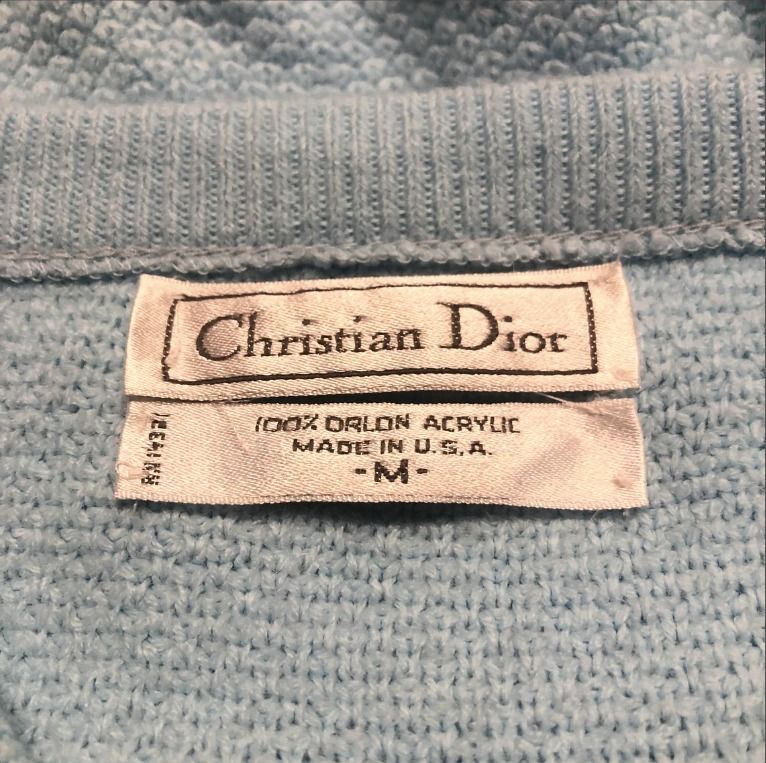 Christian Dior
100% ORLON ACRYLIC
MADE IN U.S.A.
-M-